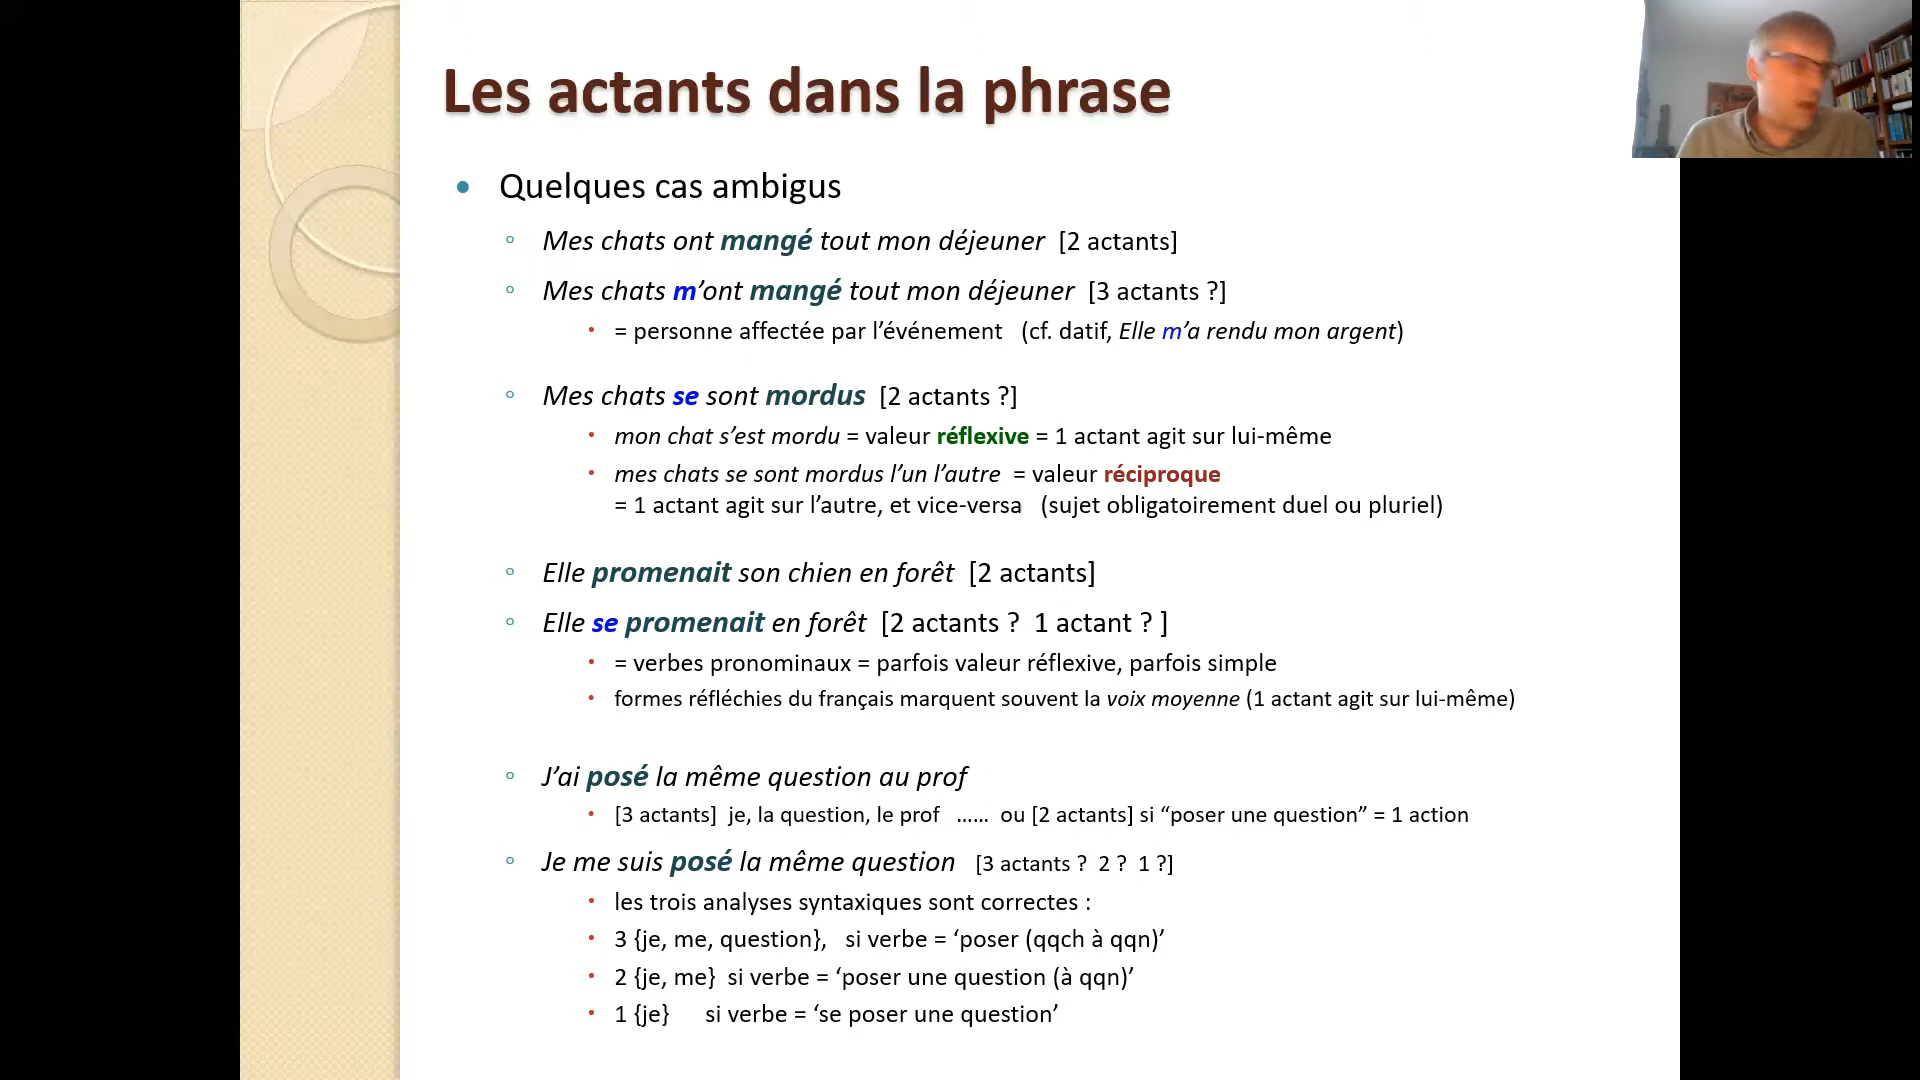 Les actants dans la phrase
• Quelques cas ambigus
◦ Mes chats ont mangé tout mon déjeuner [2 actants]
◦ Mes chats m’ont mangé tout mon déjeuner [3 actants ?]
• = personne affectée par l’événement (cf. datif, Elle m’a rendu mon argent)
◦ Mes chats se sont mordus [2 actants ?]
• mon chat s’est mordu = valeur réflexive = 1 actant agit sur lui-même
• mes chats se sont mordus l’un l’autre = valeur réciproque
= 1 actant agit sur l’autre, et vice-versa (sujet obligatoirement duel ou pluriel)
◦ Elle promenait son chien en forêt [2 actants]
◦ Elle se promenait en forêt [2 actants ? 1 actant ? ]
• = verbes pronominaux = parfois valeur réflexive, parfois simple
• formes réfléchies du français marquent souvent la voix moyenne (1 actant agit sur lui-même)
◦ J’ai posé la même question au prof
• [3 actants] je, la question, le prof …… ou [2 actants] si “poser une question” = 1 action
◦ Je me suis posé la même question [3 actants ? 2 ? 1 ?]
• les trois analyses syntaxiques sont correctes :
• 3 {je, me, question}, si verbe = ‘poser (qqch à qqn)’
• 2 {je, me} si verbe = ‘poser une question (à qqn)’
• 1 {je} si verbe = ‘se poser une question’